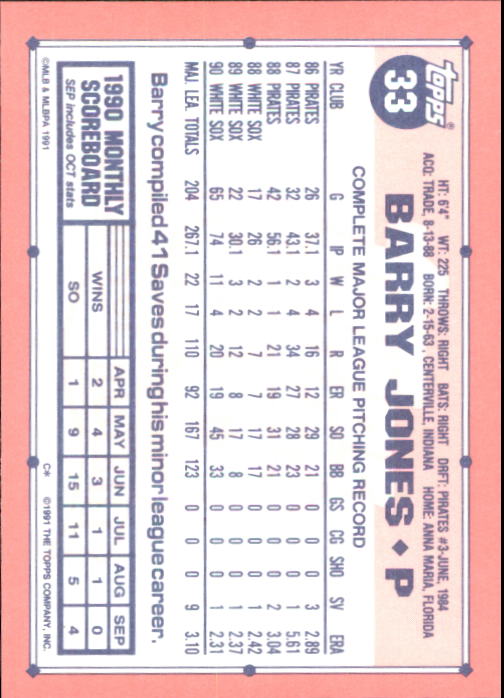 topps®
33
HT: 6'4" WT: 225 THROWS: RIGHT BATS: RIGHT DRFT: PIRATES #3-JUNE, 1984
ACQ: TRADE, 8-13-88 BORN: 2-15-63, CENTERVILLE, INDIANA HOME: ANNA MARIA, FLORIDA
BARRY JONES ♦ P
COMPLETE MAJOR LEAGUE PITCHING RECORD
YR CLUB G IP W L R ER SO BB GS CG SHO SV ERA
86 PIRATES 26 37.1 3 4 16 12 29 21 0 0 0 3 2.89
87 PIRATES 32 43.1 2 4 34 27 28 23 0 0 0 1 5.61
88 PIRATES 42 56.1 1 1 21 19 31 21 0 0 0 2 3.04
88 WHITE SOX 17 26 2 2 7 7 17 17 0 0 0 1 2.42
89 WHITE SOX 22 30.1 3 2 12 8 17 8 0 0 0 1 2.37
90 WHITE SOX 65 74 11 4 20 19 45 33 0 0 0 1 2.31
MAJ. LEA. TOTALS 204 267.1 22 17 110 92 167 123 0 0 0 9 3.10
Barry compiled 41 Saves during his minor league career.
1990 MONTHLY
SCOREBOARD
SEP includes OCT stats
APR MAY JUN JUL AUG SEP
WINS 2 4 3 1 1 0
SO 1 9 15 11 5 4
©MLB & MLBPA 1991 C* ©1991 THE TOPPS COMPANY, INC.